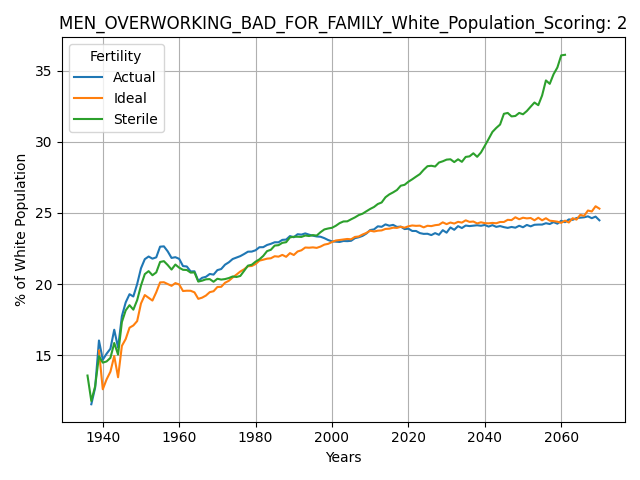 MEN_OVERWORKING_BAD_FOR_FAMILY_White_Population_Scoring: 2
Fertility
Actual
Ideal
Sterile
% of White Population
35
30
25
20
15
1940 1960 1980 2000 2020 2040 2060
Years